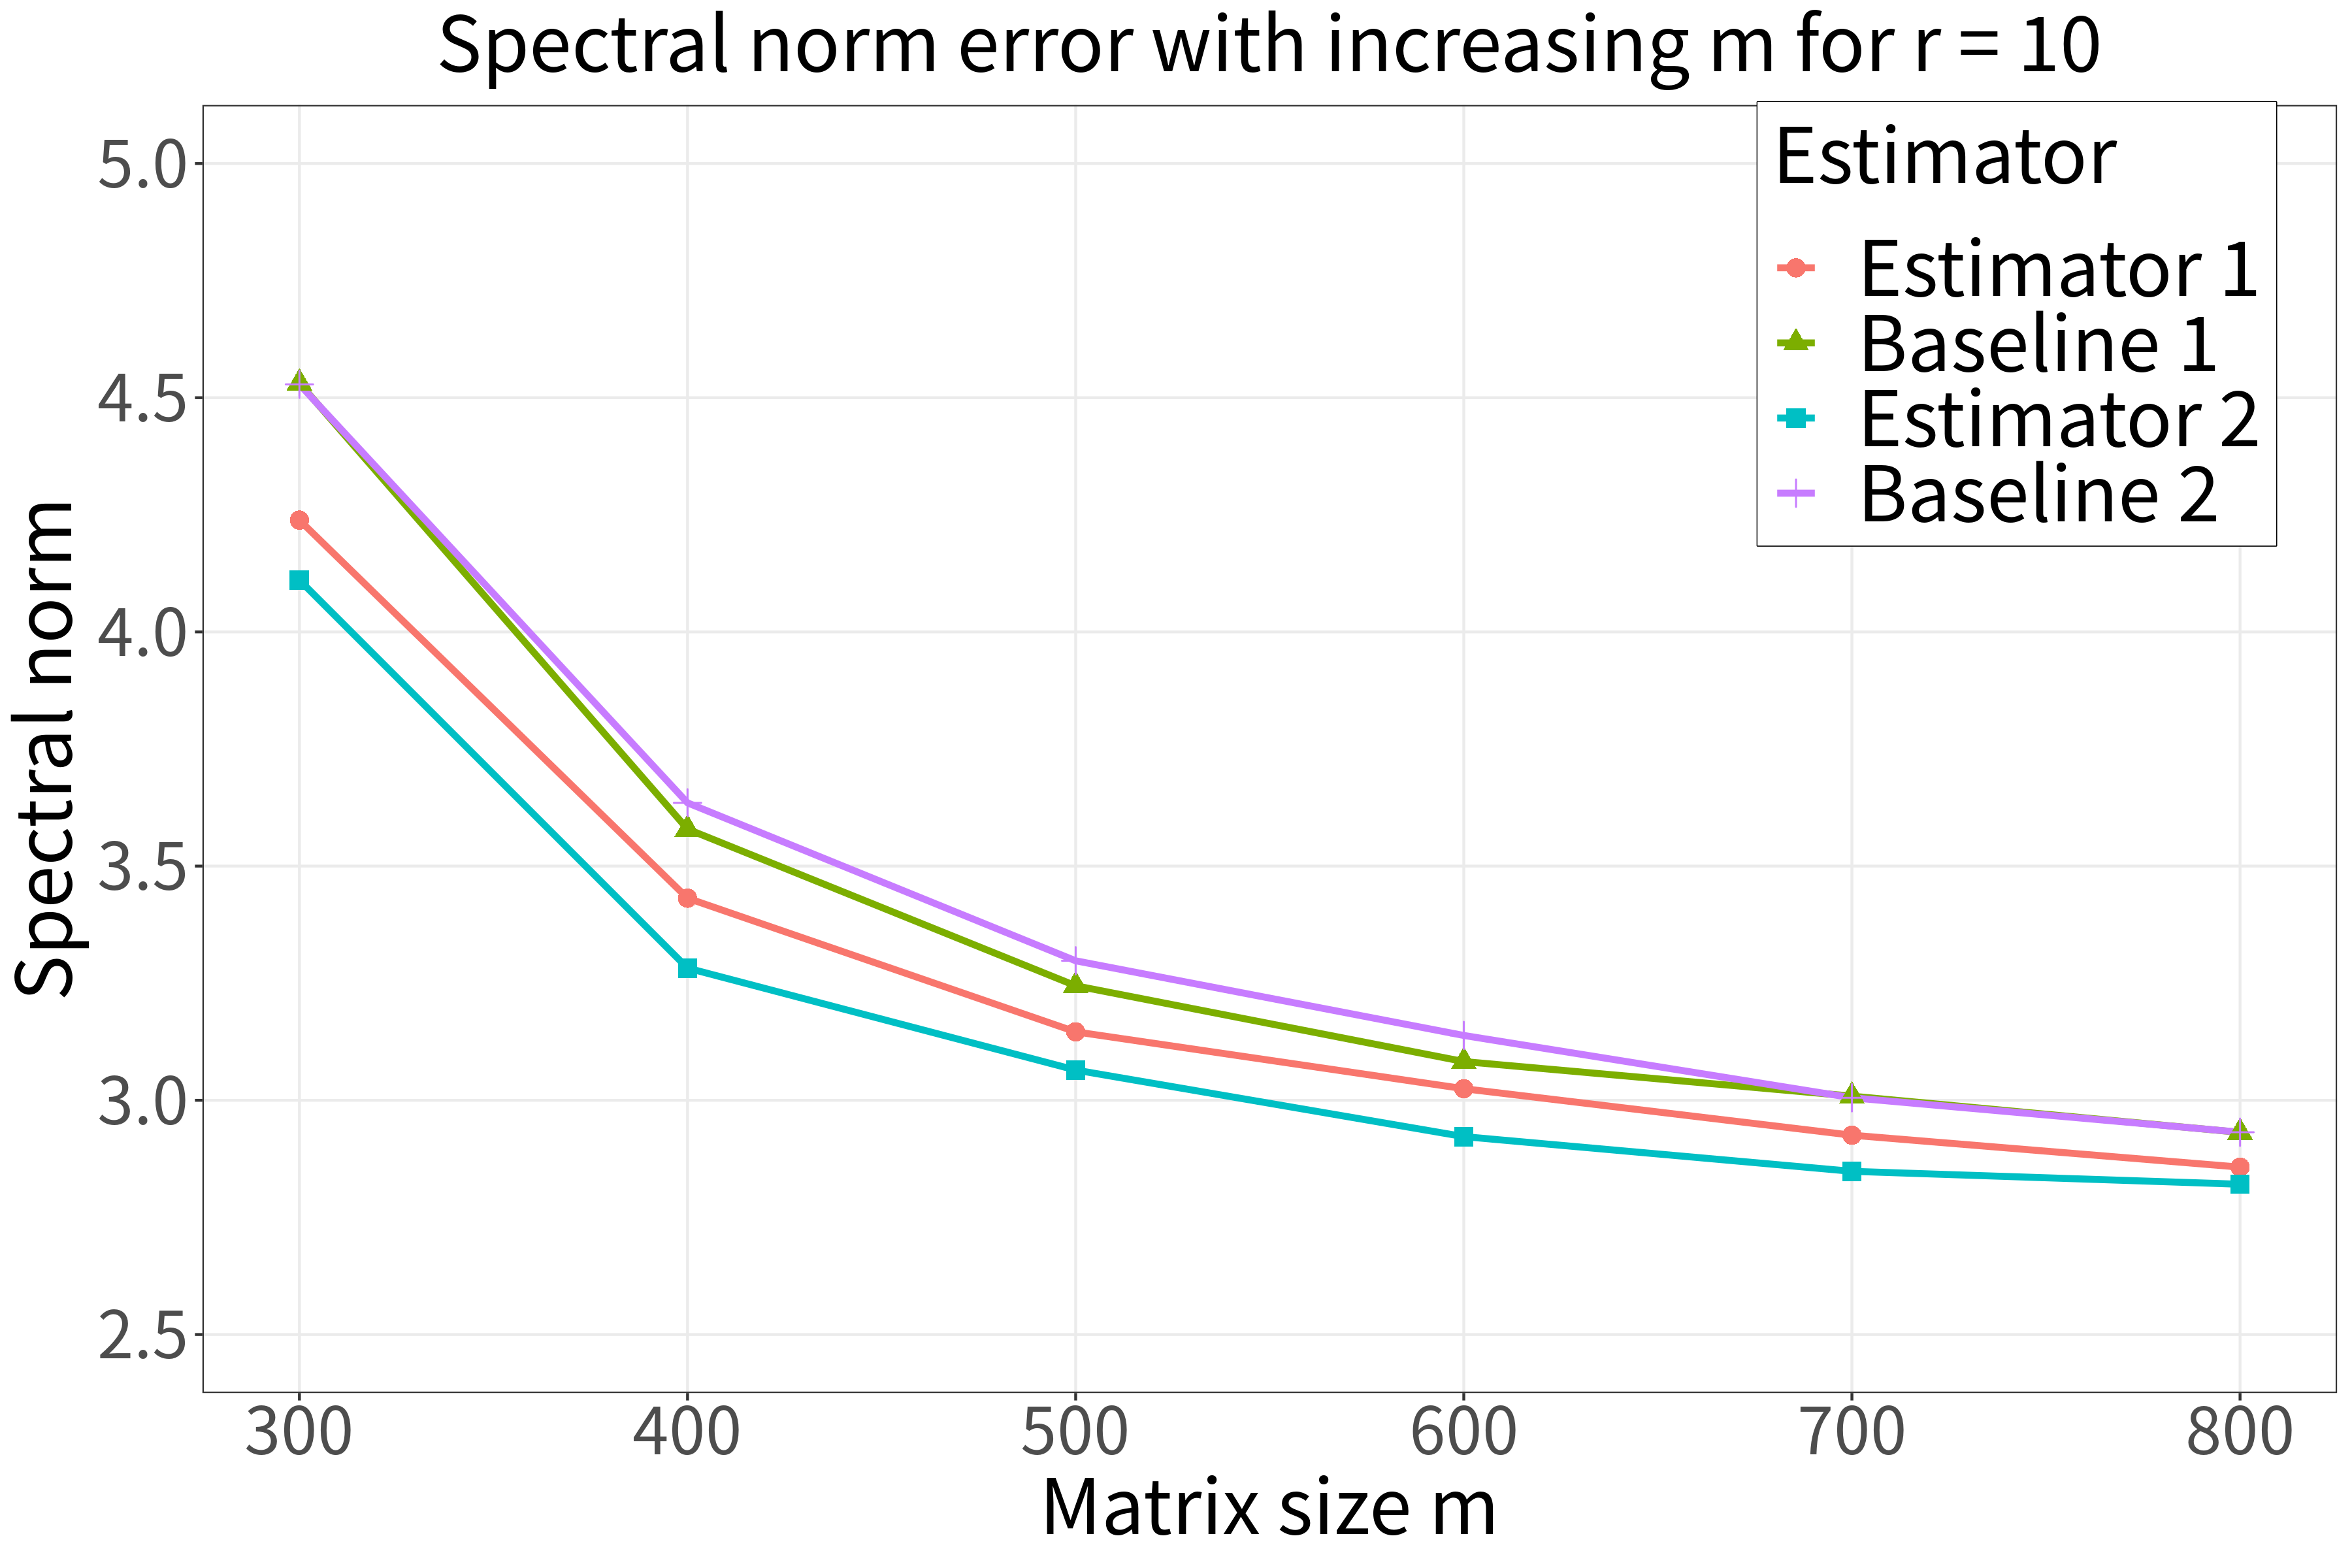 Spectral norm error with increasing m for r = 10
Estimator
Estimator 1
Baseline 1
Estimator 2
Baseline 2
Spectral norm
5.0
4.5
4.0
3.5
3.0
2.5
300 400 500 600 700 800
Matrix size m